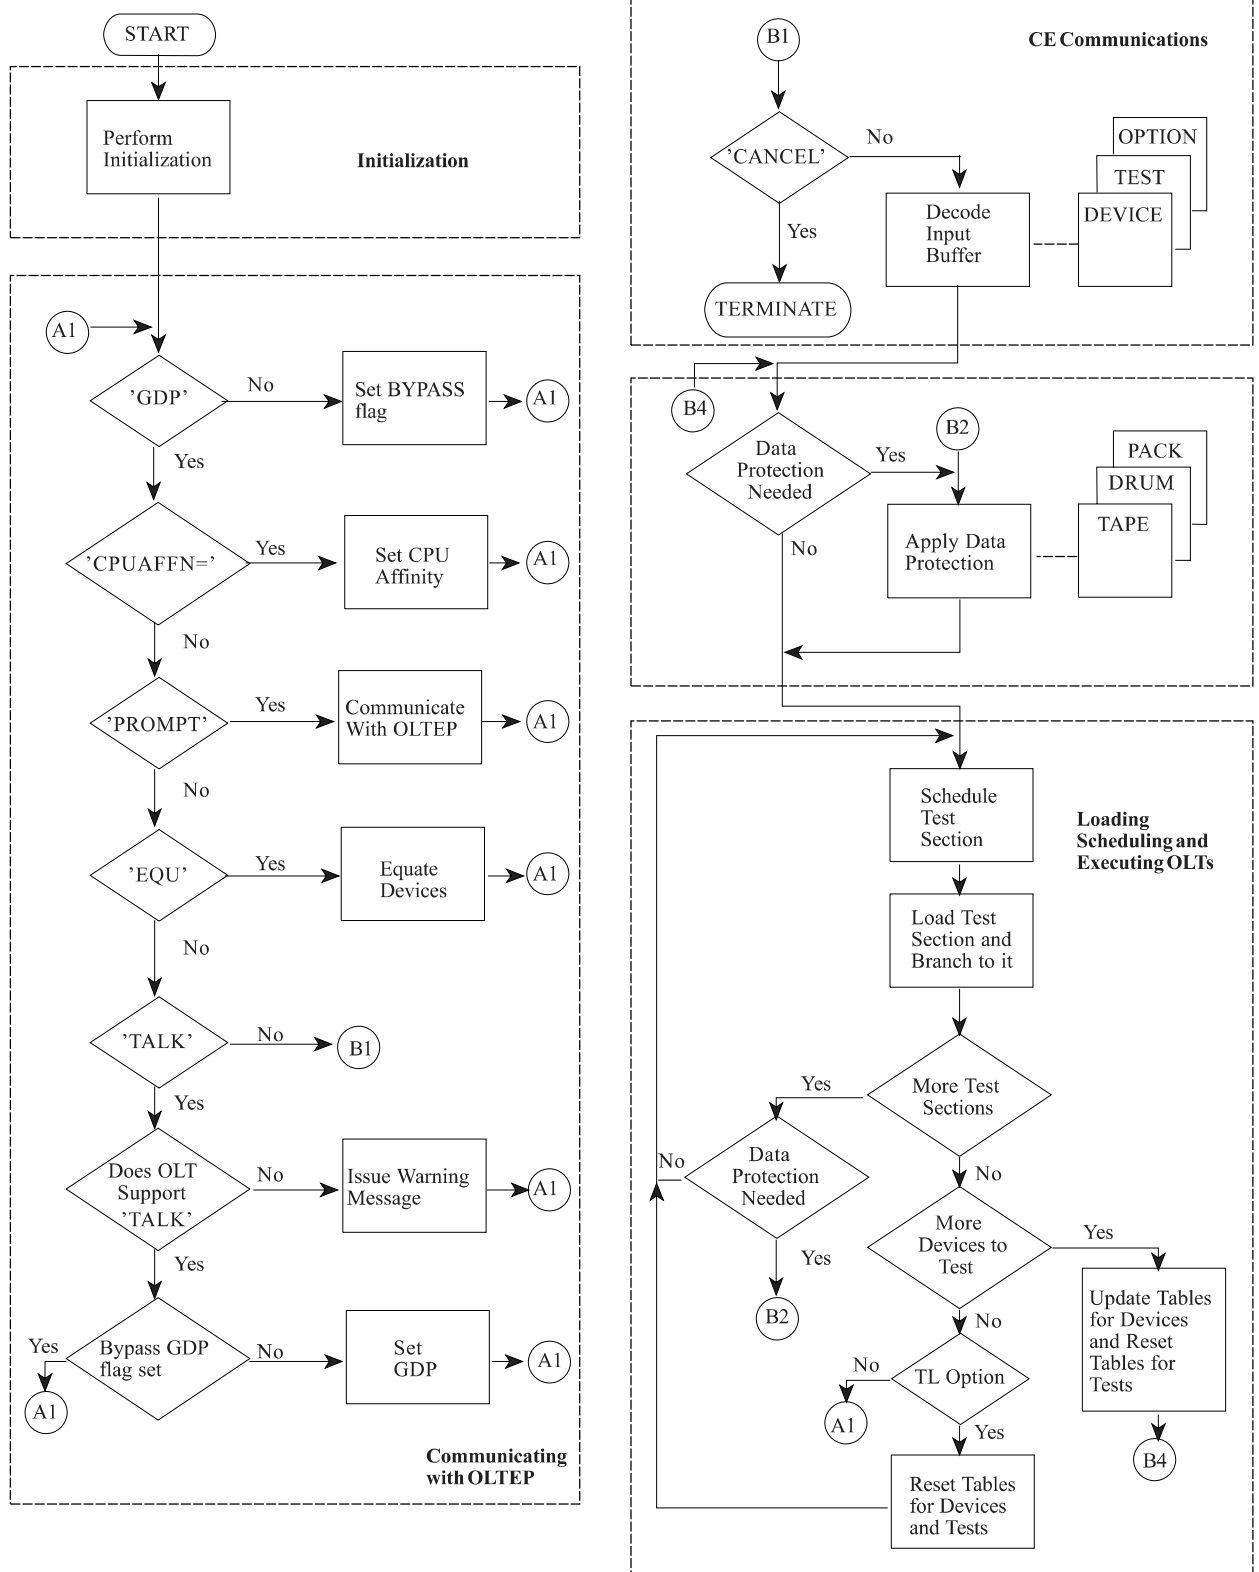 START
Perform
Initialization
Initialization
A1
'GDP'
No
Set BYPASS
flag
A1
Yes
'CPUAFFN='
Yes
Set CPU
Affinity
A1
No
'PROMPT'
Yes
Communicate
With OLTEP
A1
No
'EQU'
Yes
Equate
Devices
A1
No
'TALK'
No
B1
Yes
Does OLT
Support
'TALK'
No
Issue Warning
Message
A1
Yes
Yes
Bypass GDP
flag set
No
Set
GDP
A1
A1
Communicating
with OLTEP
B1
CE Communications
'CANCEL'
No
Yes
TERMINATE
Decode
Input
Buffer
OPTION
TEST
DEVICE
B4
Data
Protection
Needed
Yes
B2
No
Apply Data
Protection
PACK
DRUM
TAPE
Schedule
Test
Section
Loading
Scheduling and
Executing OLTs
Load Test
Section and
Branch to it
More Test
Sections
Yes
No
Data
Protection
Needed
No
Yes
B2
More
Devices to
Test
Yes
Update Tables
for Devices
and Reset
Tables for
Tests
B4
No
TL Option
No
A1
Yes
Reset Tables
for Devices
and Tests